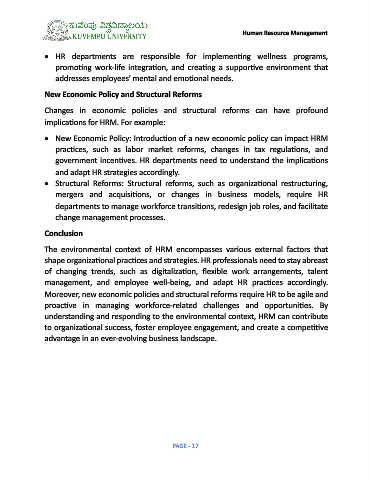 ಕುವೆಂಪು ವಿಶ್ವವಿದ್ಯಾಲಯ
KUVEMPU UNIVERSITY
Human Resource Management
• HR departments are responsible for implementing wellness programs,
promoting work-life integration, and creating a supportive environment that
addresses employees' mental and emotional needs.
New Economic Policy and Structural Reforms
Changes in economic policies and structural reforms can have profound
implications for HRM. For example:
• New Economic Policy: Introduction of a new economic policy can impact HRM
practices, such as labor market reforms, changes in tax regulations, and
government incentives. HR departments need to understand the implications
and adapt HR strategies accordingly.
• Structural Reforms: Structural reforms, such as organizational restructuring,
mergers and acquisitions, or changes in business models, require HR
departments to manage workforce transitions, redesign job roles, and facilitate
change management processes.
Conclusion
The environmental context of HRM encompasses various external factors that
shape organizational practices and strategies. HR professionals need to stay abreast
of changing trends, such as digitalization, flexible work arrangements, talent
management, and employee well-being, and adapt HR practices accordingly.
Moreover, new economic policies and structural reforms require HR to be agile and
proactive in managing workforce-related challenges and opportunities. By
understanding and responding to the environmental context, HRM can contribute
to organizational success, foster employee engagement, and create a competitive
advantage in an ever-evolving business landscape.
PAGE - 17